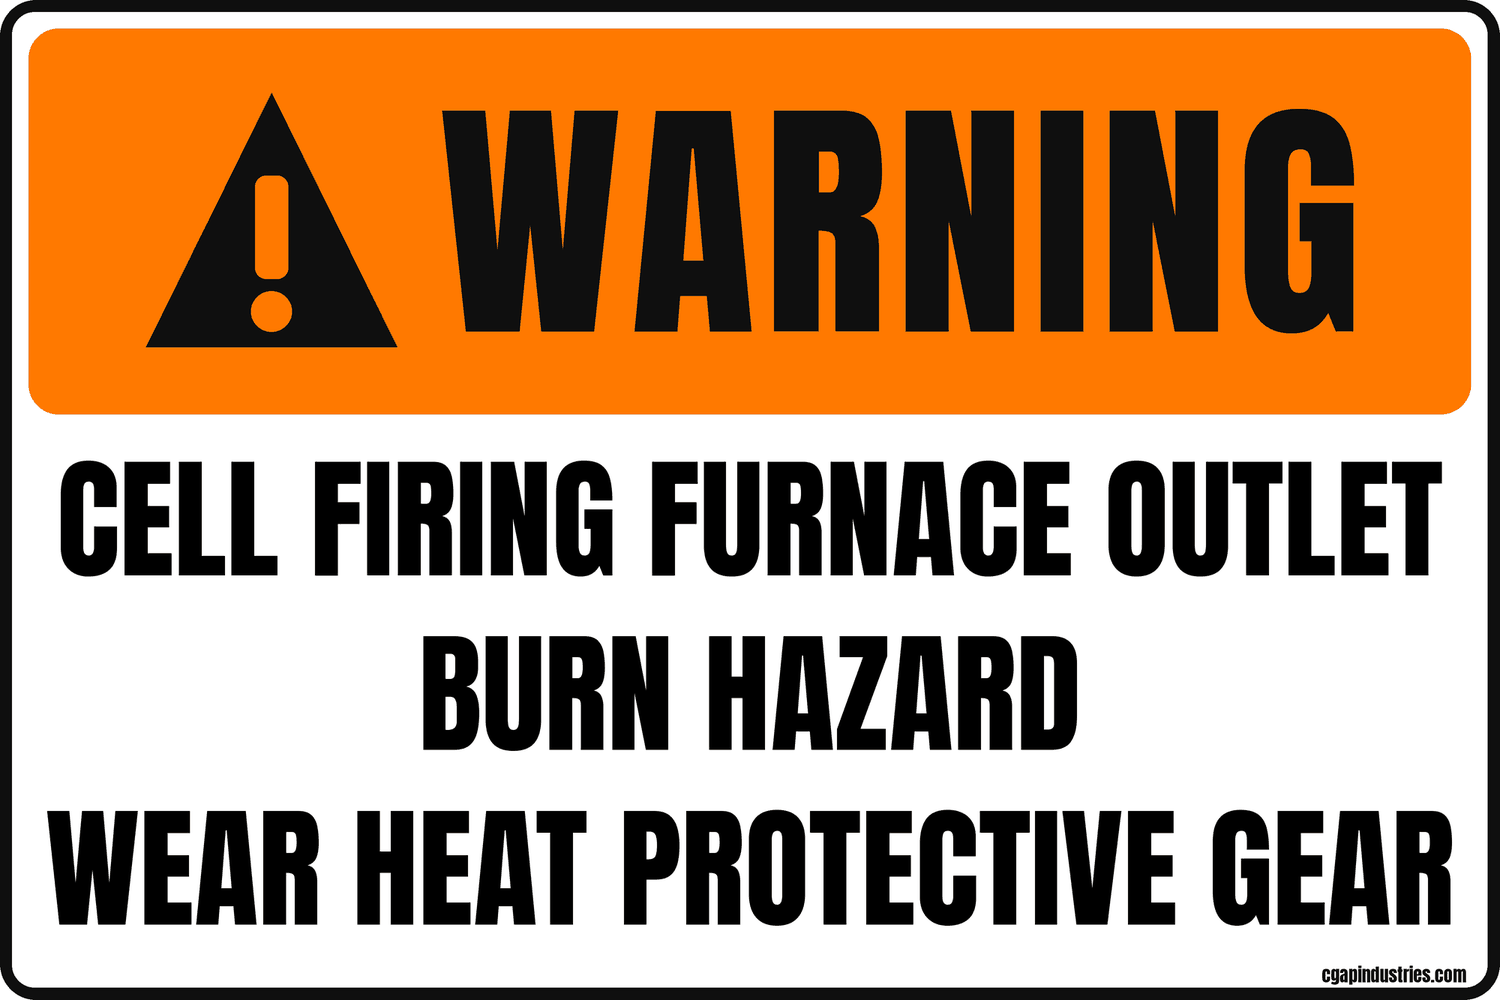 WARNING
CELL FIRING FURNACE OUTLET
BURN HAZARD
WEAR HEAT PROTECTIVE GEAR
cgapindustries.com